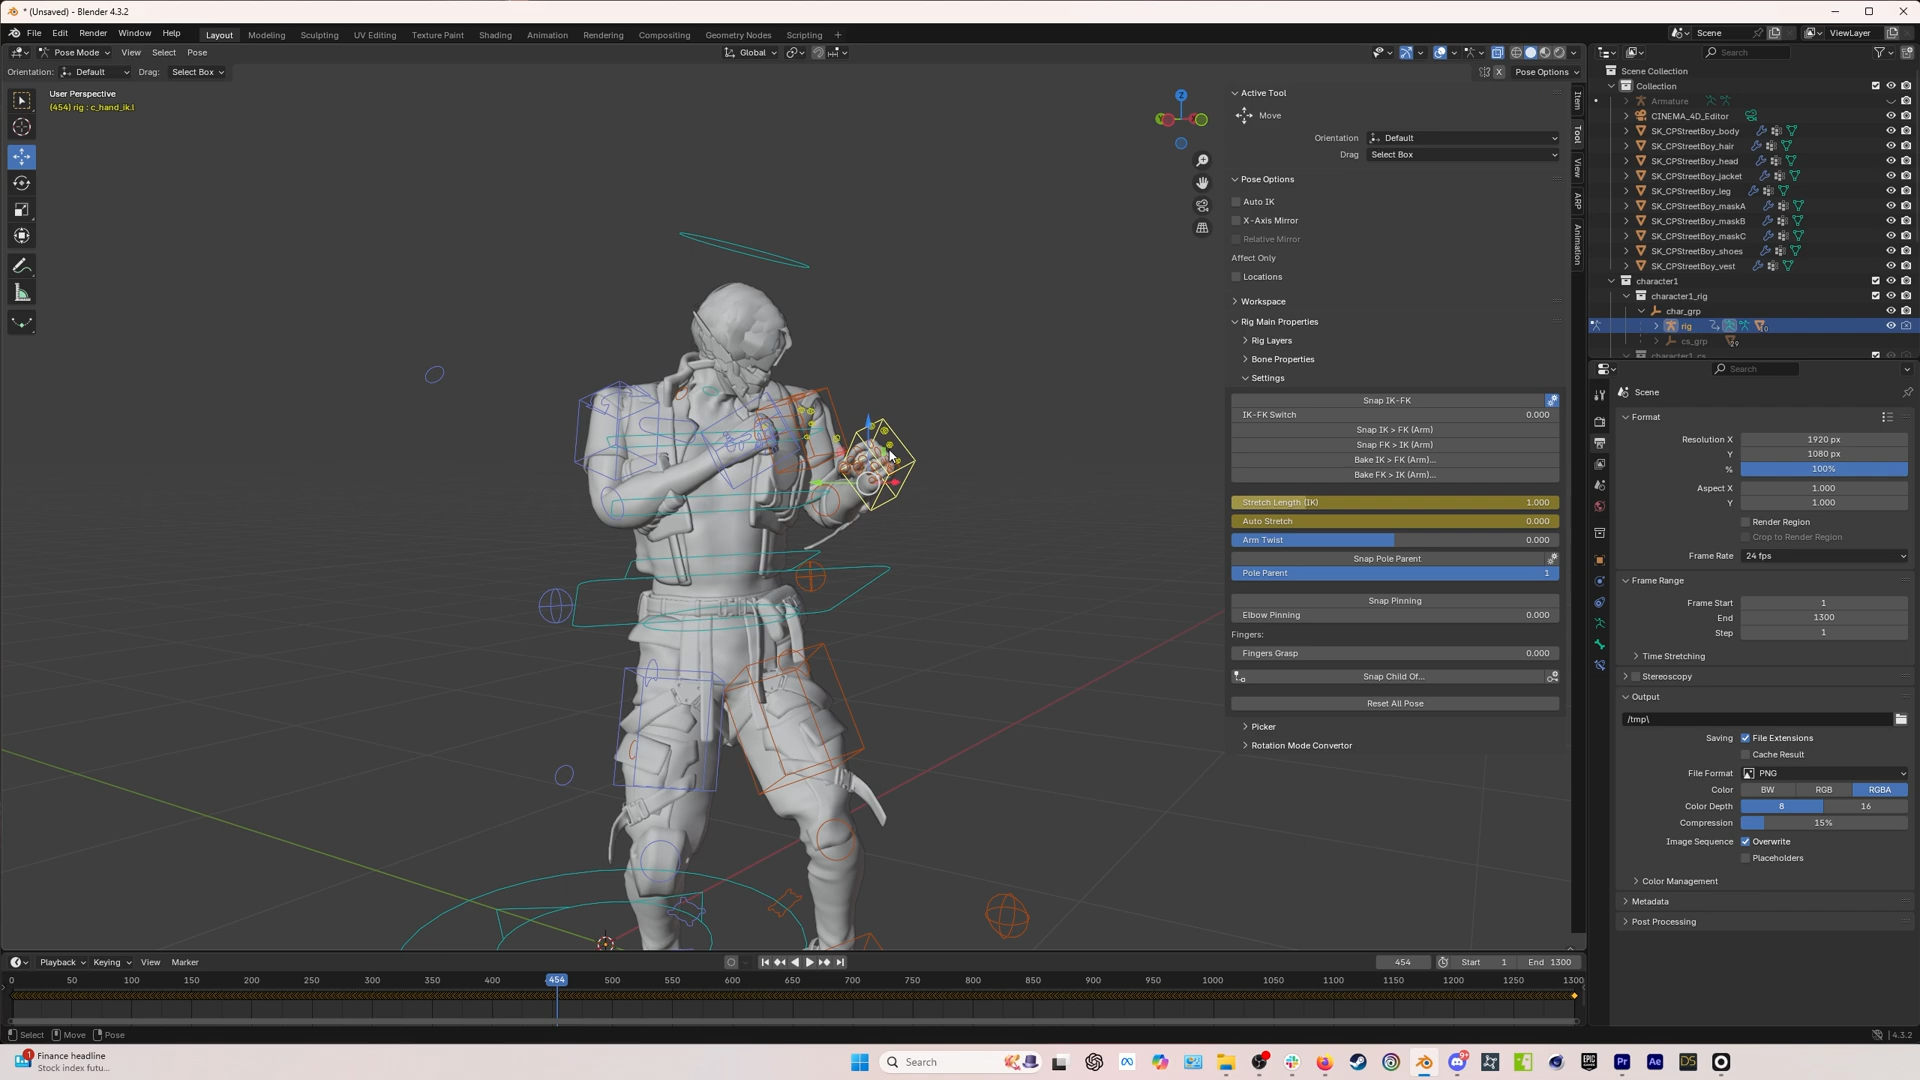 * (Unsaved) - Blender 4.3.2
File Edit Render Window Help
Layout Modeling Sculpting UV Editing Texture Paint Shading Animation Rendering Compositing Geometry Nodes Scripting +
Scene ViewLayer
Pose Mode View Select Pose Global Search
Orientation: Default Drag: Select Box X Pose Options
User Perspective
(454) rig : c_hand_ik.l
Z
Y
Item
Tool
View
ARP
Animation
Active Tool
Move
Orientation Default
Drag Select Box
Pose Options
Auto IK
X-Axis Mirror
Relative Mirror
Affect Only
Locations
Workspace
Rig Main Properties
Rig Layers
Bone Properties
Settings
Snap IK-FK
IK-FK Switch 0.000
Snap IK > FK (Arm)
Snap FK > IK (Arm)
Bake IK > FK (Arm)...
Bake FK > IK (Arm)...
Stretch Length (IK) 1.000
Auto Stretch 0.000
Arm Twist 0.000
Snap Pole Parent
Pole Parent 1
Snap Pinning
Elbow Pinning 0.000
Fingers:
Fingers Grasp 0.000
Snap Child Of...
Reset All Pose
Picker
Rotation Mode Convertor
Scene Collection
Collection
Armature
CINEMA_4D_Editor
SK_CPStreetBoy_body
SK_CPStreetBoy_hair
SK_CPStreetBoy_head
SK_CPStreetBoy_jacket
SK_CPStreetBoy_leg
SK_CPStreetBoy_maskA
SK_CPStreetBoy_maskB
SK_CPStreetBoy_maskC
SK_CPStreetBoy_shoes
SK_CPStreetBoy_vest
character1
character1_rig
char_grp
rig
cs_grp
character1_cs
Search
Scene
Format
Resolution X 1920 px
Y 1080 px
% 100%
Aspect X 1.000
Y 1.000
Render Region
Crop to Render Region
Frame Rate 24 fps
Frame Range
Frame Start 1
End 1300
Step 1
Time Stretching
Stereoscopy
Output
/tmp\
Saving File Extensions
Cache Result
File Format PNG
Color BW RGB RGBA
Color Depth 8 16
Compression 15%
Image Sequence Overwrite
Placeholders
Color Management
Metadata
Post Processing
Playback Keying View Marker 454 Start 1 End 1300
0 50 100 150 200 250 300 350 400 454 500 550 600 650 700 750 800 850 900 950 1000 1050 1100 1150 1200 1250 1300
Select Move Pose 4.3.2
1 Finance headline
Stock index futu...
Search
Pr Ae DS